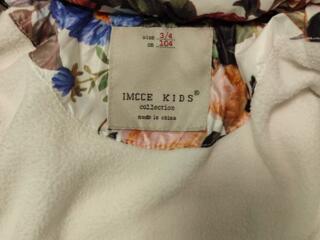 size 3/4
cm 104
IMCCE KIDS®
collection
made in china